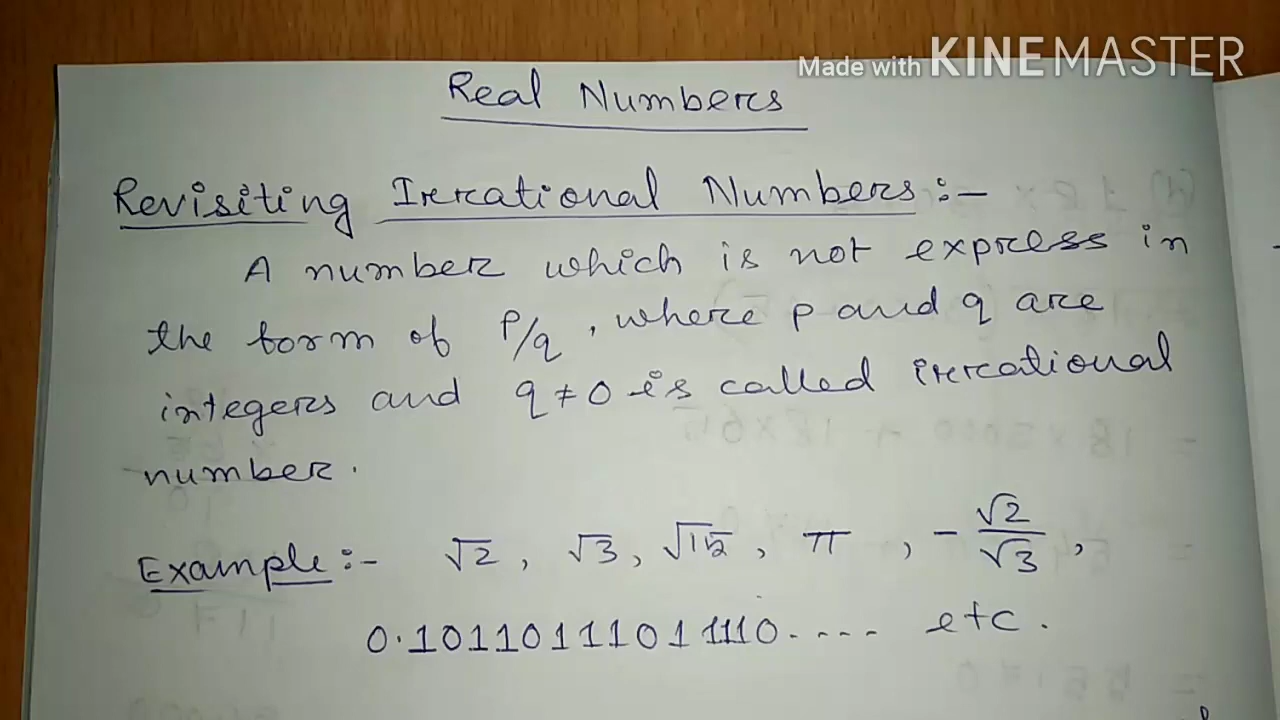 Made with KINEMASTER
Real Numbers
Revisiting Irrational Numbers :-
A number which is not express in
the form of P/q, where p and q are
integers and q ≠ 0 is called irrational
number.
Example :- √2, √3, √15, π, -√2/√3,
0.10110111011110.... etc.